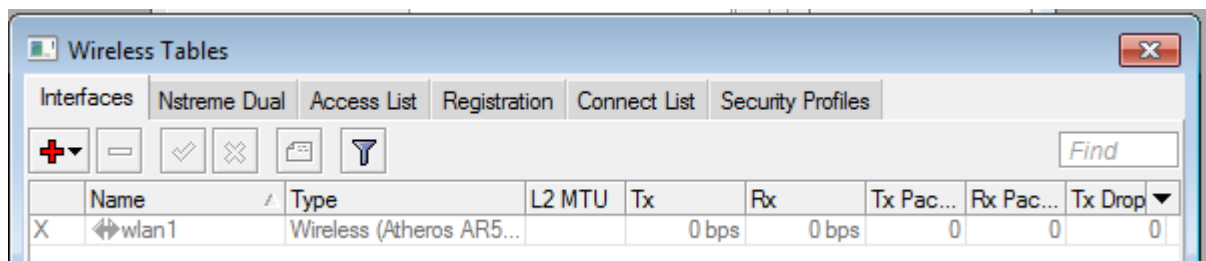 Wireless Tables
Interfaces Nstreme Dual Access List Registration Connect List Security Profiles
Find
Name Type L2 MTU Tx Rx Tx Pac... Rx Pac... Tx Drop
X wlan1 Wireless (Atheros AR5... 0 bps 0 bps 0 0 0